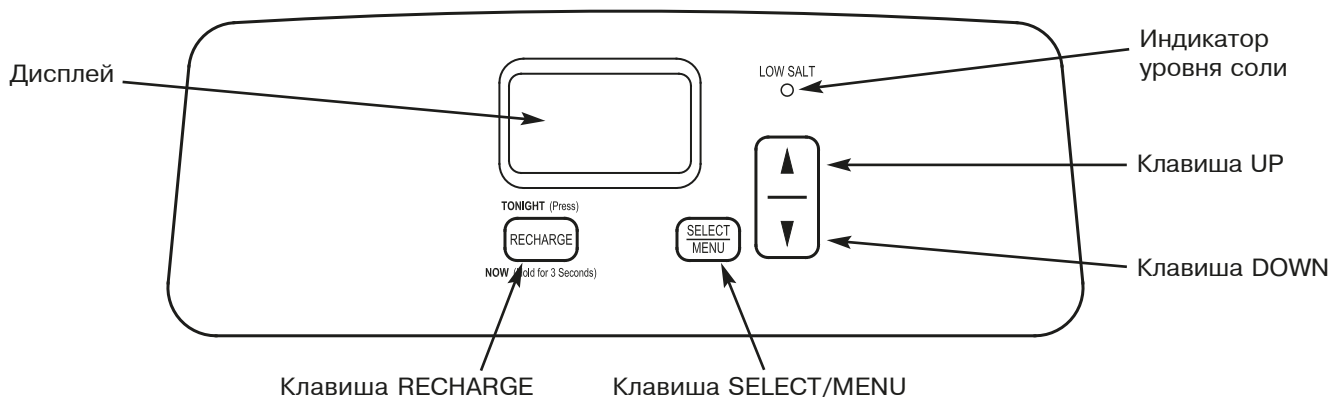 Индикатор
уровня соли
Дисплей
LOW SALT
Клавиша UP
TONIGHT (Press)
RECHARGE
SELECT
MENU
NOW (Hold for 3 Seconds)
Клавиша DOWN
Клавиша RECHARGE
Клавиша SELECT/MENU